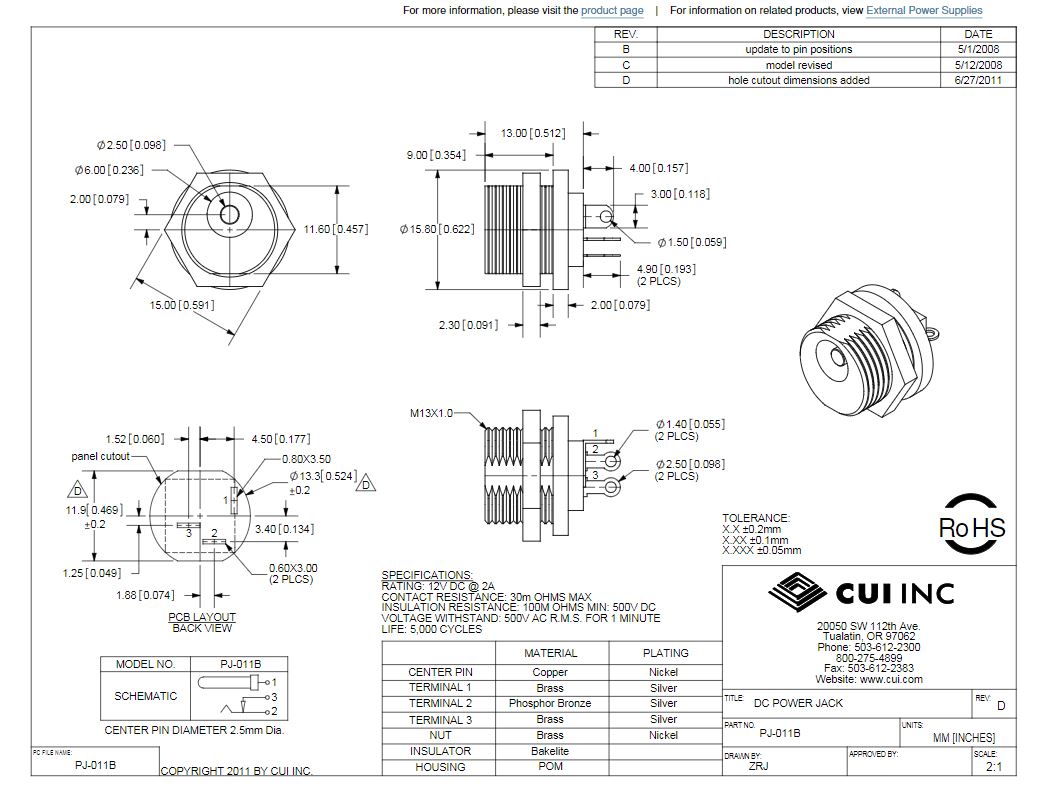 For more information, please visit the product page | For information on related products, view External Power Supplies
REV. DESCRIPTION DATE
B update to pin positions 5/1/2008
C model revised 5/12/2008
D hole cutout dimensions added 6/27/2011
Ø2.50 [0.098]
Ø6.00 [0.236]
2.00 [0.079]
11.60 [0.457]
15.00 [0.591]
13.00 [0.512]
9.00 [0.354]
4.00 [0.157]
3.00 [0.118]
Ø15.80 [0.622]
Ø1.50 [0.059]
4.90 [0.193]
(2 PLCS)
2.00 [0.079]
2.30 [0.091]
1.52 [0.060]
4.50 [0.177]
panel cutout
0.80X3.50
Ø13.3 [0.524]
±0.2
D
D
11.9 [0.469]
±0.2
1
3
2
3.40 [0.134]
1.25 [0.049]
0.60X3.00
(2 PLCS)
1.88 [0.074]
PCB LAYOUT
BACK VIEW
M13X1.0
1
2
3
Ø1.40 [0.055]
(2 PLCS)
Ø2.50 [0.098]
(2 PLCS)
TOLERANCE:
X.X ±0.2mm
X.XX ±0.1mm
X.XXX ±0.05mm
RoHS
SPECIFICATIONS:
RATING: 12V DC @ 2A
CONTACT RESISTANCE: 30m OHMS MAX
INSULATION RESISTANCE: 100M OHMS MIN: 500V DC
VOLTAGE WITHSTAND: 500V AC R.M.S. FOR 1 MINUTE
LIFE: 5,000 CYCLES
MATERIAL PLATING
CENTER PIN Copper Nickel
TERMINAL 1 Brass Silver
TERMINAL 2 Phosphor Bronze Silver
TERMINAL 3 Brass Silver
NUT Brass Nickel
INSULATOR Bakelite
HOUSING POM
MODEL NO. PJ-011B
SCHEMATIC
1
3
2
CENTER PIN DIAMETER 2.5mm Dia.
PC FILE NAME:
PJ-011B
COPYRIGHT 2011 BY CUI INC.
CUI INC
20050 SW 112th Ave.
Tualatin, OR 97062
Phone: 503-612-2300
800-275-4899
Fax: 503-612-2383
Website: www.cui.com
TITLE: DC POWER JACK
REV: D
PART NO. PJ-011B
UNITS: MM [INCHES]
DRAWN BY: ZRJ
APPROVED BY:
SCALE: 2:1